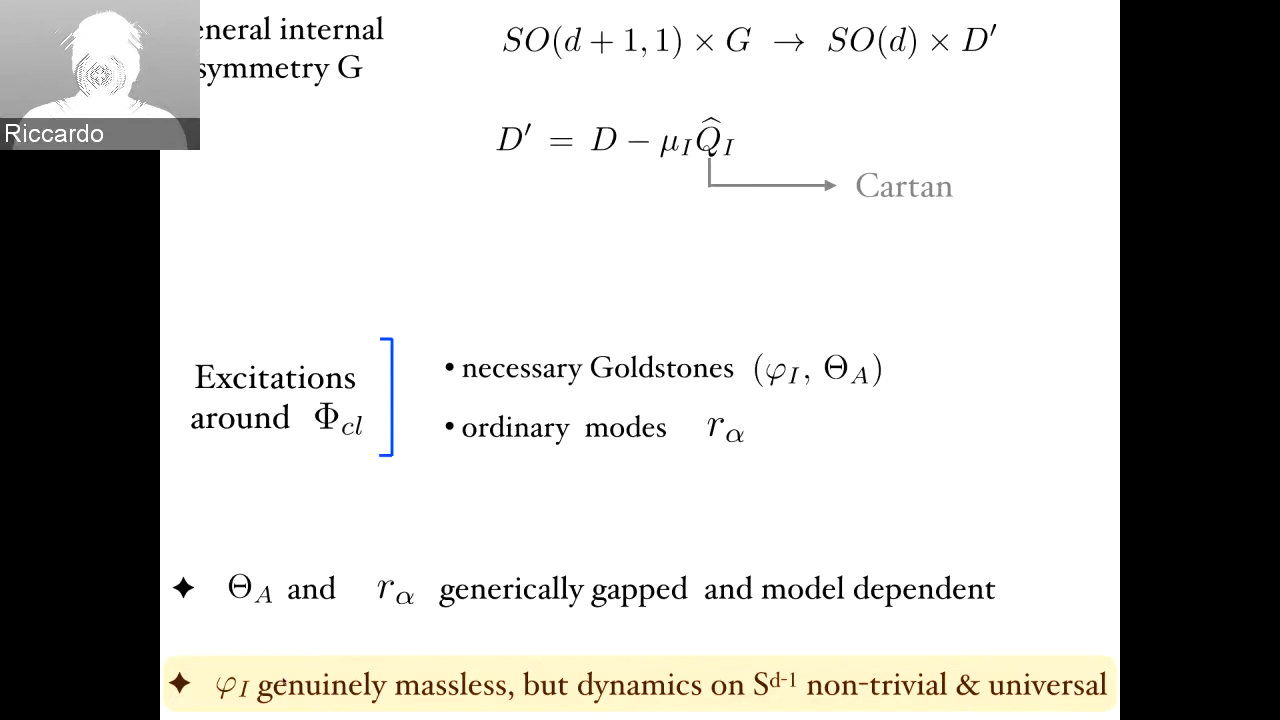 eneral internal
symmetry G
SO(d + 1, 1) × G → SO(d) × D′
Riccardo
D′ = D − μ_I Q̂_I
Cartan
Excitations
around Φ_cl
• necessary Goldstones (φ_I, Θ_A)
• ordinary modes r_α
✦ Θ_A and r_α generically gapped and model dependent
✦ φ_I genuinely massless, but dynamics on S^{d-1} non-trivial & universal